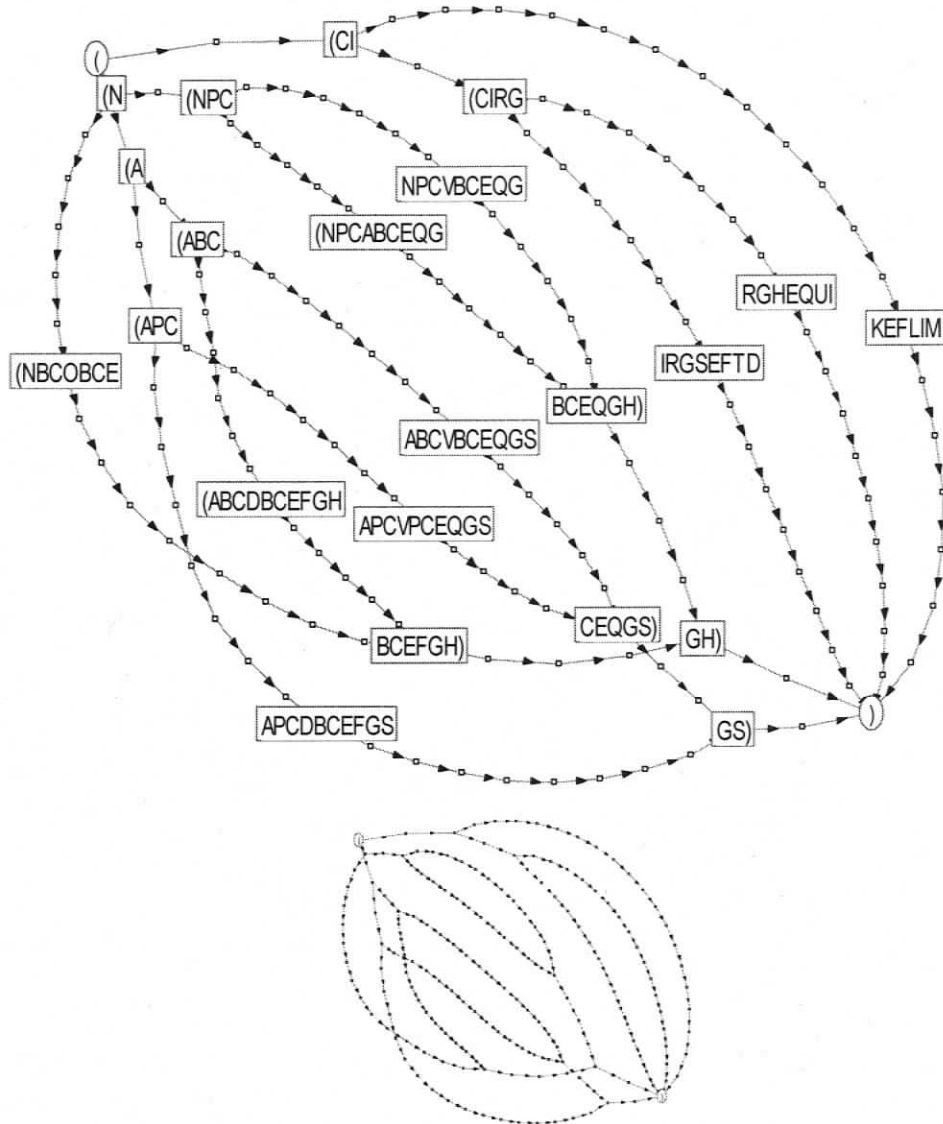 (
(CI
(N
(NPC
(CIRG
(A
NPCVBCEQG
(NPCABCEQG
(ABC
RGHEQUI
(APC
KEFLIM
(NBCOBCE
IRGSEFTD
BCEQGH)
ABCVBCEQGS
(ABCDBCEFGH
APCVPCEQGS
CEQGS)
GH)
BCEFGH)
)
APCDBCEFGS
GS)